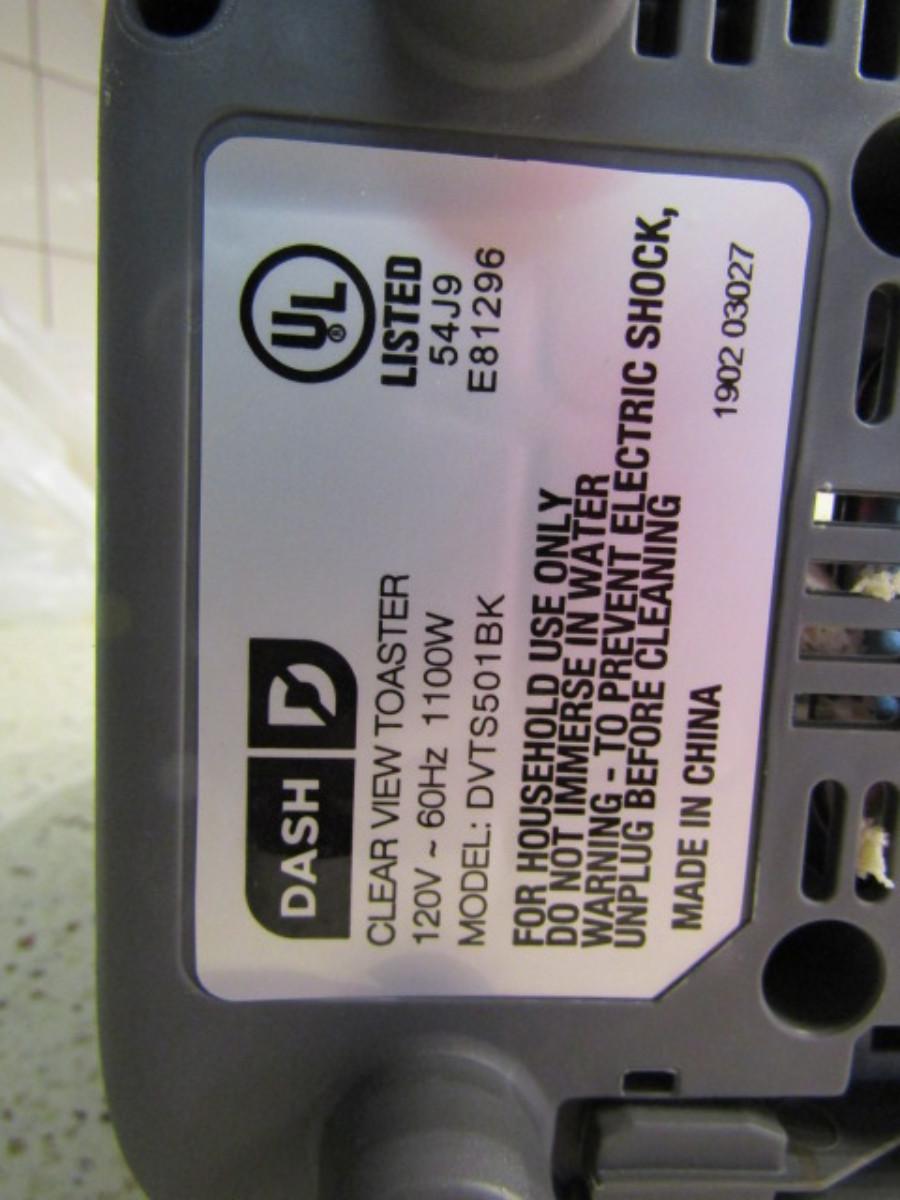 DASH
CLEAR VIEW TOASTER
120V ~ 60Hz 1100W
MODEL: DVTS501BK
UL
®
LISTED
54J9
E81296
FOR HOUSEHOLD USE ONLY
DO NOT IMMERSE IN WATER
WARNING - TO PREVENT ELECTRIC SHOCK,
UNPLUG BEFORE CLEANING
MADE IN CHINA
1902 03027